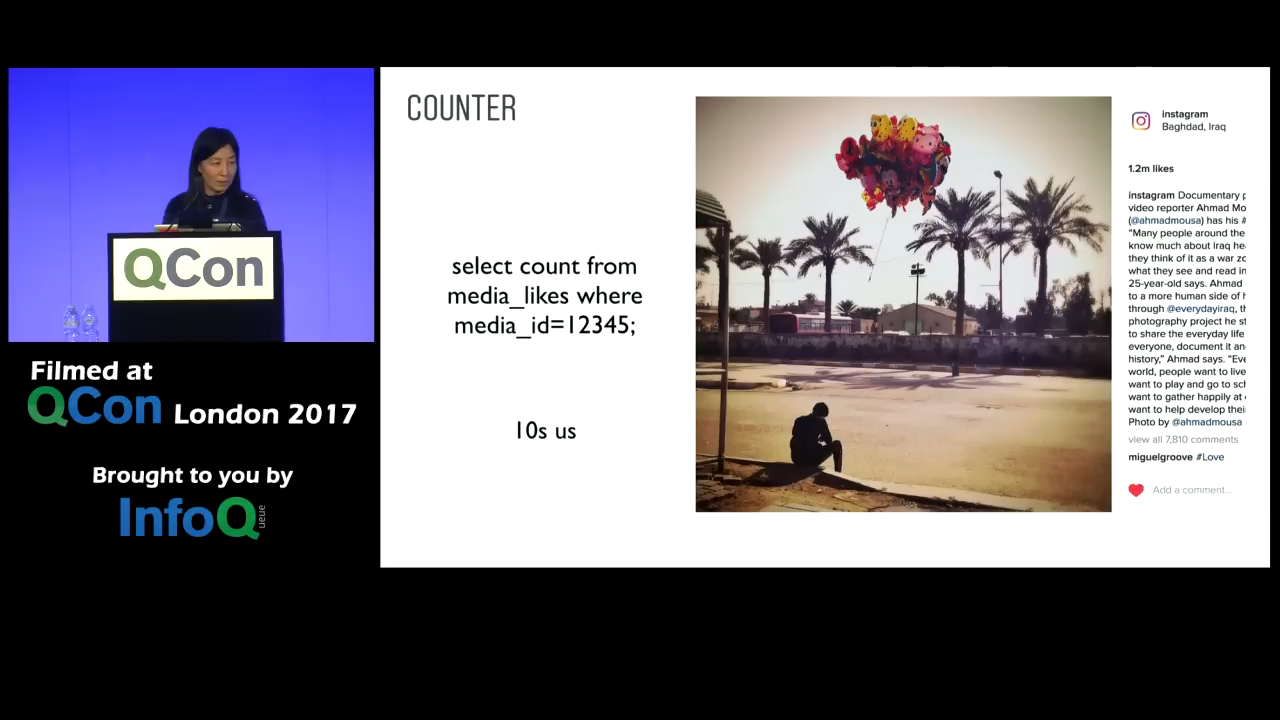 QCon
Filmed at
QCon London 2017
Brought to you by
InfoQ
ueue
COUNTER
select count from
media_likes where
media_id=12345;
10s us
instagram
Baghdad, Iraq
1.2m likes
instagram Documentary p
video reporter Ahmad Mo
(@ahmadmousa) has his #
"Many people around the
know much about Iraq he
they think of it as a war zo
what they see and read in
25-year-old says. Ahmad
to a more human side of h
through @everydayiraq, th
photography project he st
to share the everyday life
everyone, document it an
history," Ahmad says. "Eve
world, people want to live
want to play and go to sch
want to gather happily at
want to help develop thei
Photo by @ahmadmousa
view all 7,810 comments
miguelgroove #Love
Add a comment...